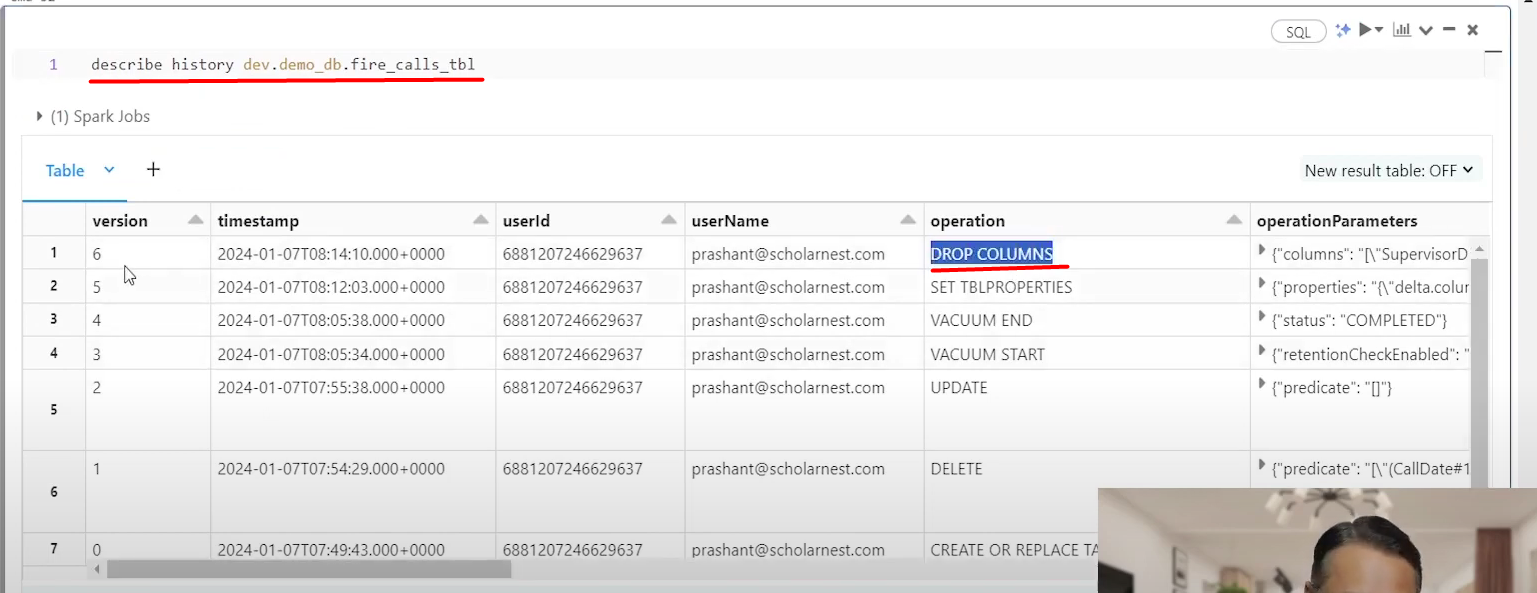 SQL
1 describe history dev.demo_db.fire_calls_tbl
(1) Spark Jobs
Table
New result table: OFF
version timestamp userId userName operation operationParameters
1 6 2024-01-07T08:14:10.000+0000 6881207246629637 prashant@scholarnest.com DROP COLUMNS {"columns": "[\"SupervisorD
2 5 2024-01-07T08:12:03.000+0000 6881207246629637 prashant@scholarnest.com SET TBLPROPERTIES {"properties": "{\"delta.colur
3 4 2024-01-07T08:05:38.000+0000 6881207246629637 prashant@scholarnest.com VACUUM END {"status": "COMPLETED"}
4 3 2024-01-07T08:05:34.000+0000 6881207246629637 prashant@scholarnest.com VACUUM START {"retentionCheckEnabled": "
5 2 2024-01-07T07:55:38.000+0000 6881207246629637 prashant@scholarnest.com UPDATE {"predicate": "[]"}
6 1 2024-01-07T07:54:29.000+0000 6881207246629637 prashant@scholarnest.com DELETE {"predicate": "[\"(CallDate#1
7 0 2024-01-07T07:49:43.000+0000 6881207246629637 prashant@scholarnest.com CREATE OR REPLACE TA